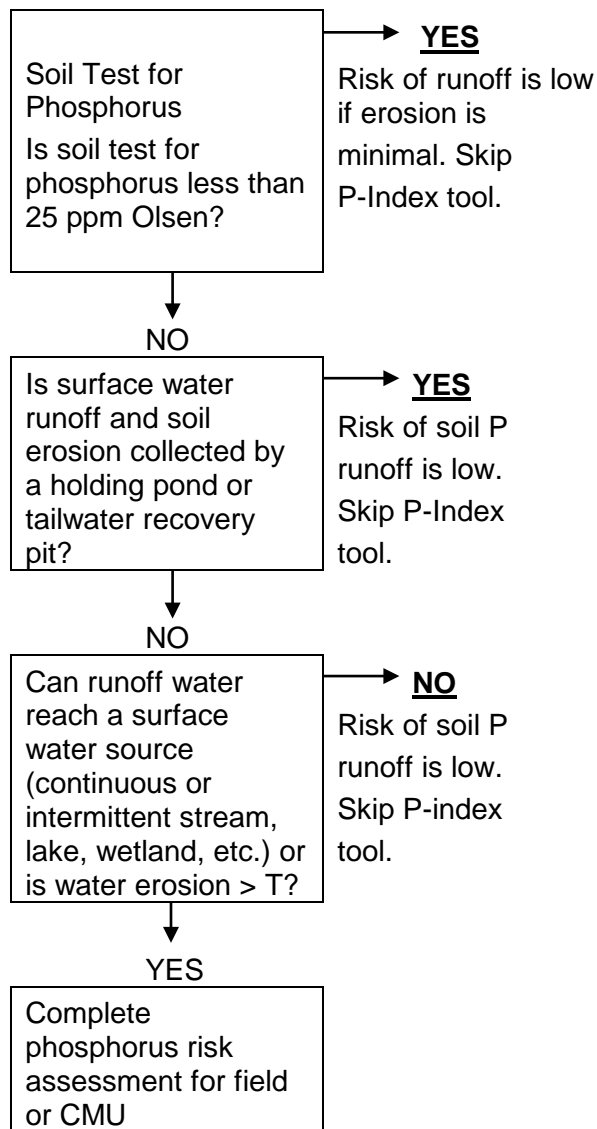 Soil Test for
Phosphorus
Is soil test for
phosphorus less than
25 ppm Olsen?
YES
Risk of runoff is low
if erosion is
minimal. Skip
P-Index tool.
NO
Is surface water
runoff and soil
erosion collected by
a holding pond or
tailwater recovery
pit?
YES
Risk of soil P
runoff is low.
Skip P-Index
tool.
NO
Can runoff water
reach a surface
water source
(continuous or
intermittent stream,
lake, wetland, etc.) or
is water erosion > T?
NO
Risk of soil P
runoff is low.
Skip P-index
tool.
YES
Complete
phosphorus risk
assessment for field
or CMU